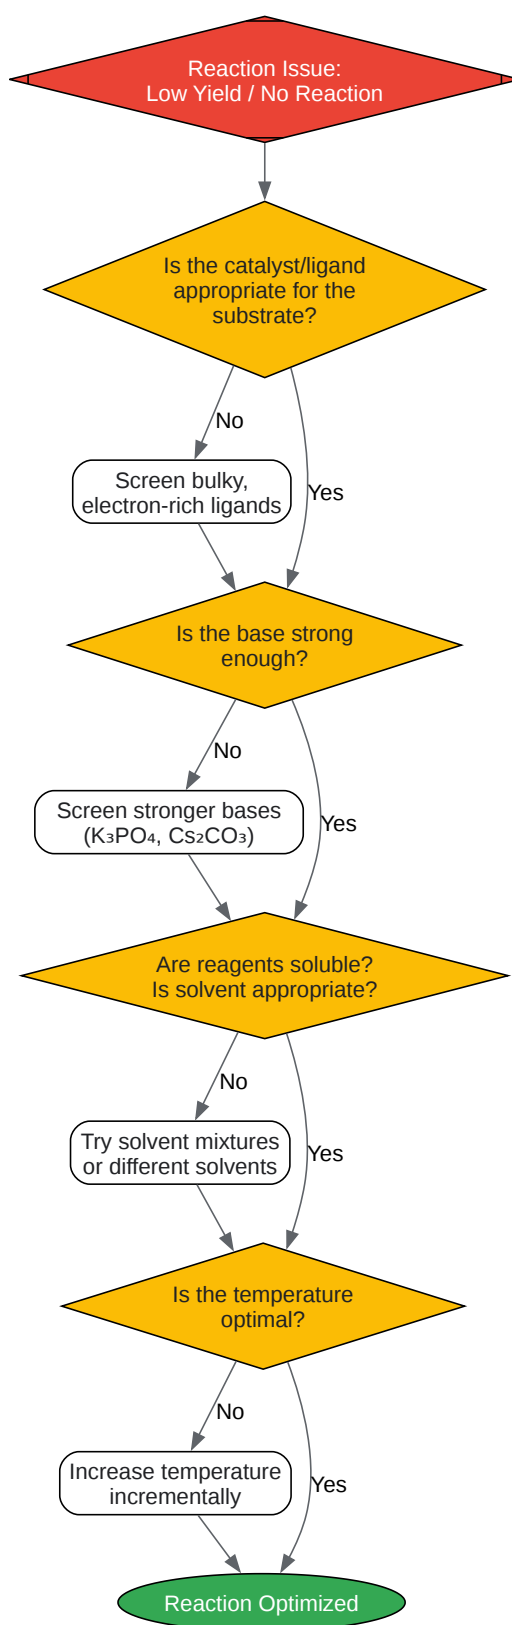 Reaction Issue:
Low Yield / No Reaction
Is the catalyst/ligand
appropriate for the
substrate?
No
Yes
Screen bulky,
electron-rich ligands
Is the base strong
enough?
No
Yes
Screen stronger bases
(K₃PO₄, Cs₂CO₃)
Are reagents soluble?
Is solvent appropriate?
No
Yes
Try solvent mixtures
or different solvents
Is the temperature
optimal?
No
Yes
Increase temperature
incrementally
Reaction Optimized